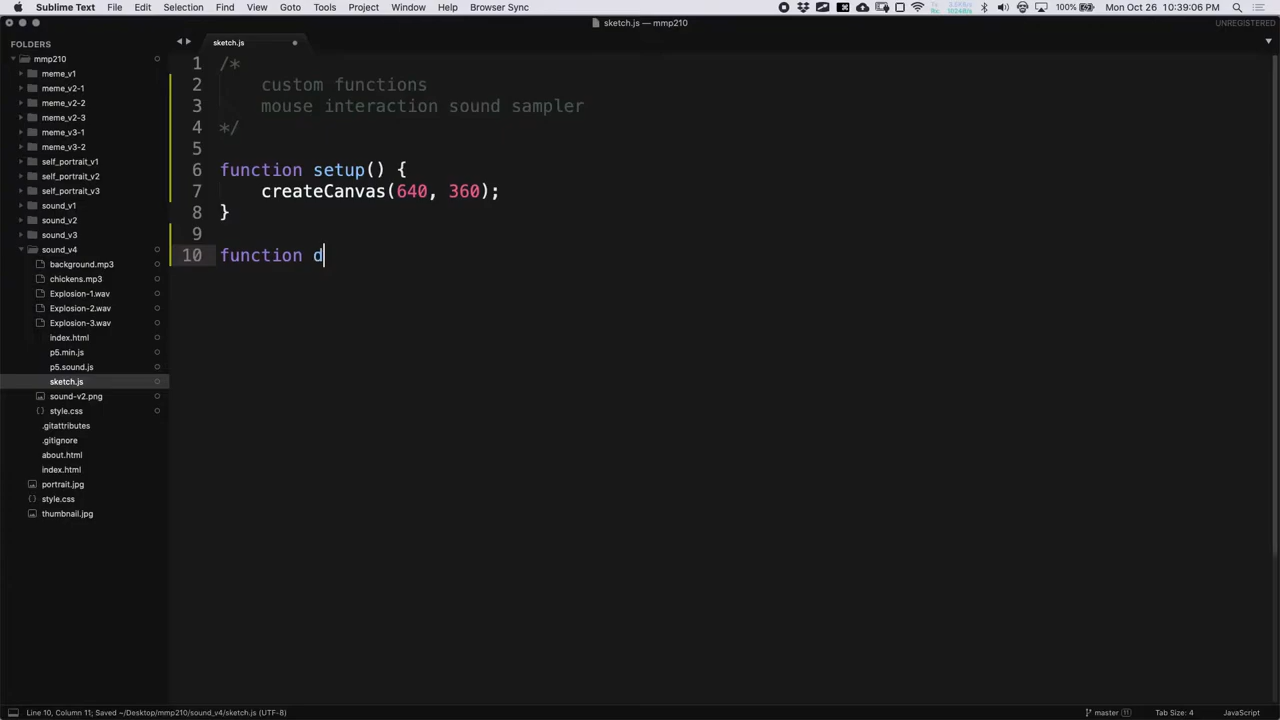 Sublime Text File Edit Selection Find View Goto Tools Project Window Help Browser Sync 100% Mon Oct 26 10:39:06 PM
sketch.js — mmp210 UNREGISTERED
FOLDERS
mmp210
meme_v1
meme_v2-1
meme_v2-2
meme_v2-3
meme_v3-1
meme_v3-2
self_portrait_v1
self_portrait_v2
self_portrait_v3
sound_v1
sound_v2
sound_v3
sound_v4
background.mp3
chickens.mp3
Explosion-1.wav
Explosion-2.wav
Explosion-3.wav
index.html
p5.min.js
p5.sound.js
sketch.js
sound-v2.png
style.css
.gitattributes
.gitignore
about.html
index.html
portrait.jpg
style.css
thumbnail.jpg
sketch.js
1 /*
2 custom functions
3 mouse interaction sound sampler
4 */
5
6 function setup() {
7 createCanvas(640, 360);
8 }
9
10 function d
Line 10, Column 11; Saved ~/Desktop/mmp210/sound_v4/sketch.js (UTF-8) master 11 Tab Size: 4 JavaScript